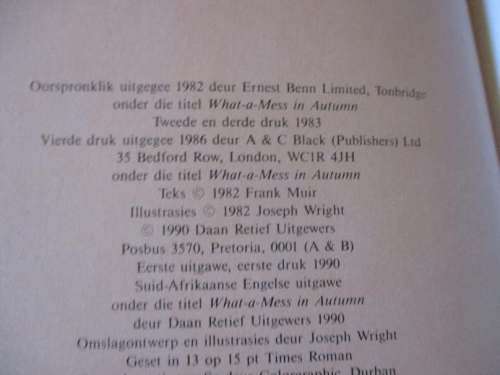 Oorspronklik uitgegee 1982 deur Ernest Benn Limited, Tonbridge
onder die titel What-a-Mess in Autumn
Tweede en derde druk 1983
Vierde druk uitgegee 1986 deur A & C Black (Publishers) Ltd
35 Bedford Row, London, WC1R 4JH
onder die titel What-a-Mess in Autumn
Teks © 1982 Frank Muir
Illustrasies © 1982 Joseph Wright
© 1990 Daan Retief Uitgewers
Posbus 3570, Pretoria, 0001 (A & B)
Eerste uitgawe, eerste druk 1990
Suid-Afrikaanse Engelse uitgawe
onder die titel What-a-Mess in Autumn
deur Daan Retief Uitgewers 1990
Omslagontwerp en illustrasies deur Joseph Wright
Geset in 13 op 15 pt Times Roman
deur Colorgraphic, Durban